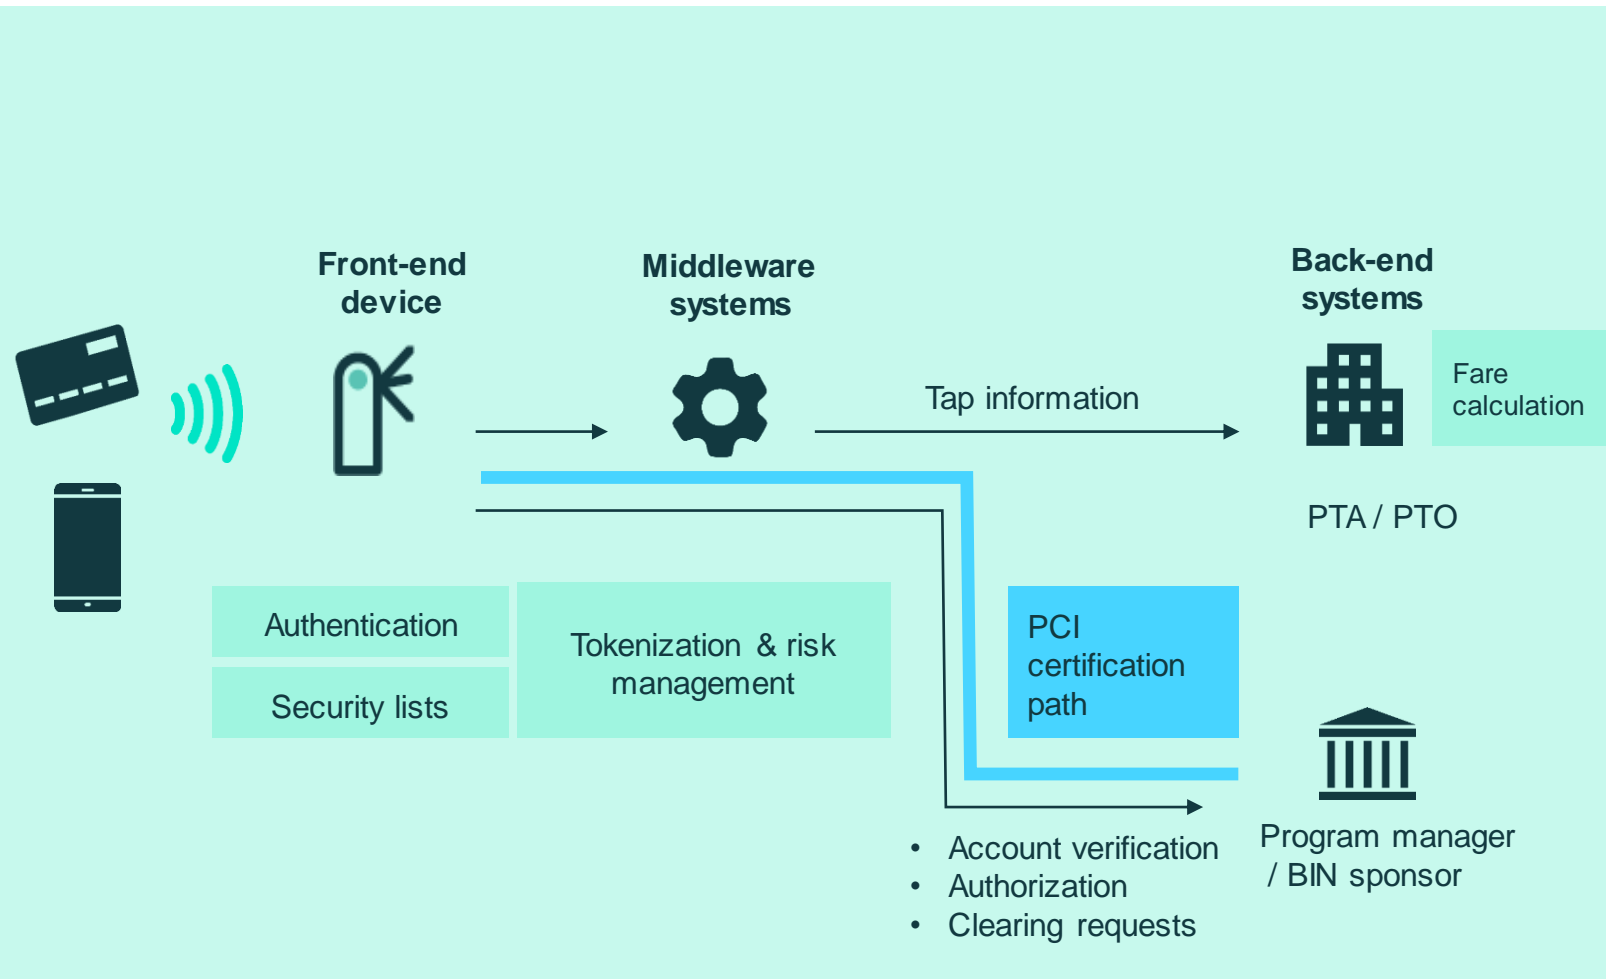 Front-end
device
Middleware
systems
Back-end
systems
Tap information
Fare
calculation
PTA / PTO
Authentication
Security lists
Tokenization & risk
management
PCI
certification
path
• Account verification
• Authorization
• Clearing requests
Program manager
/ BIN sponsor